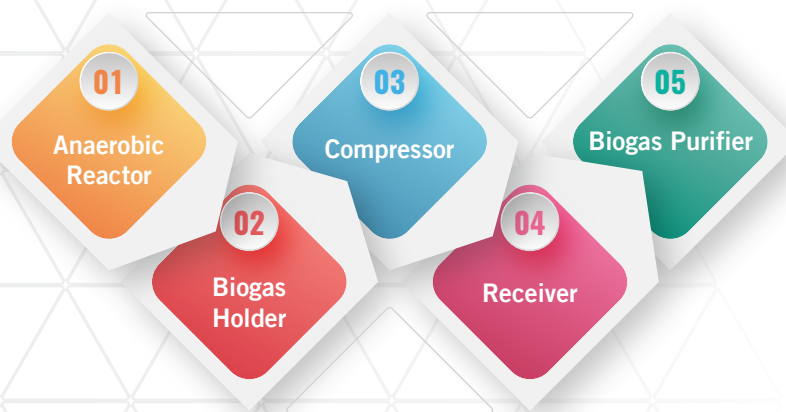 01
Anaerobic
Reactor
02
Biogas
Holder
03
Compressor
04
Receiver
05
Biogas Purifier